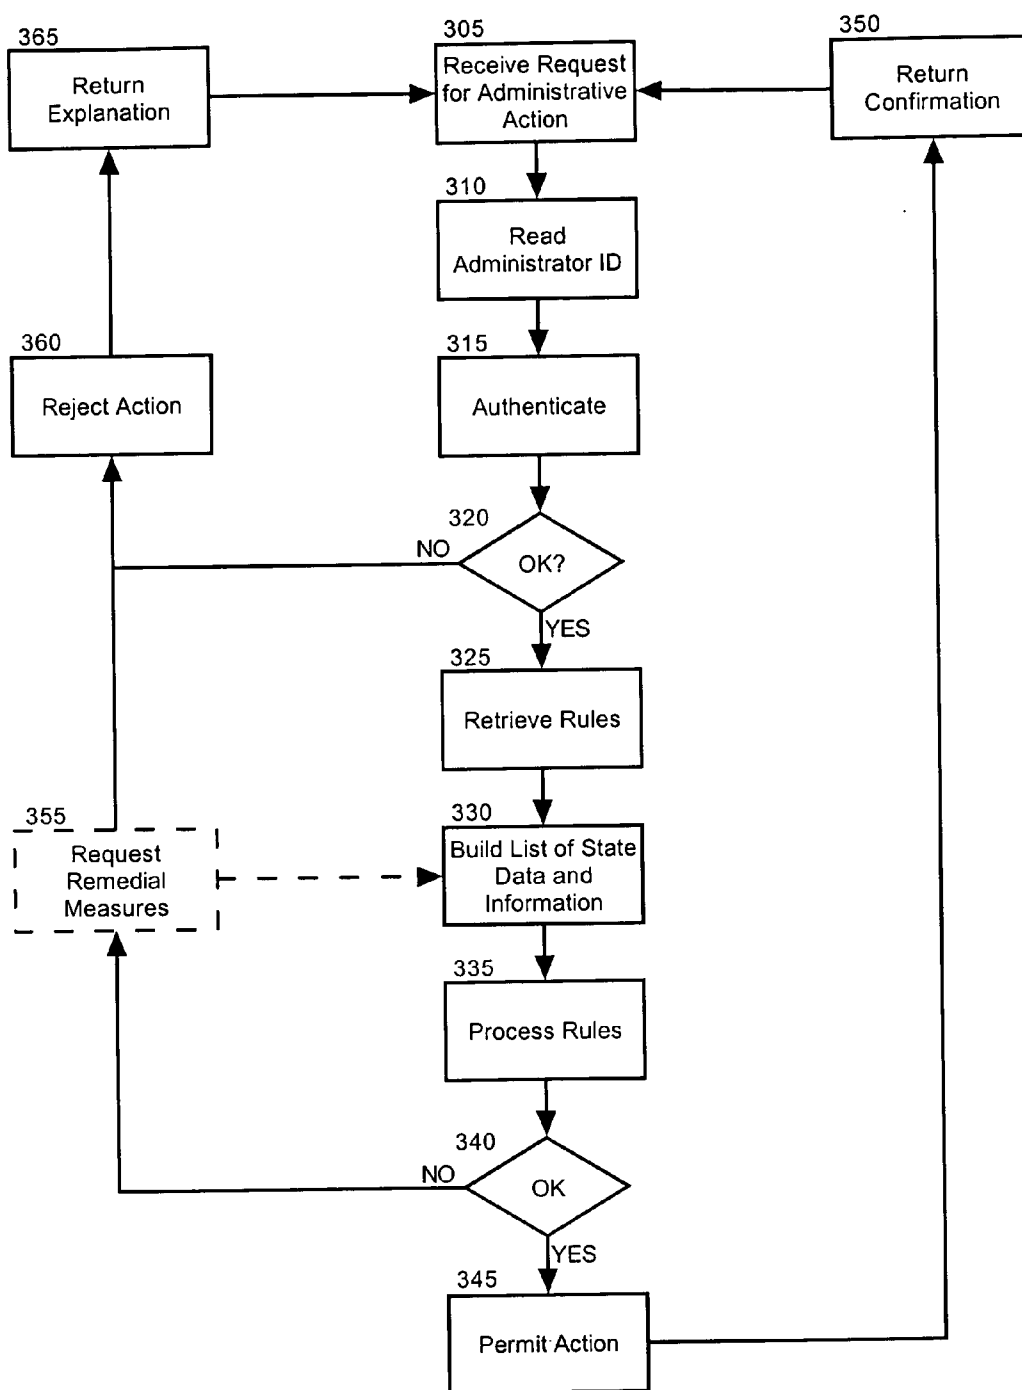 365
Return
Explanation
305
Receive Request
for Administrative
Action
350
Return
Confirmation
310
Read
Administrator ID
360
Reject Action
315
Authenticate
320
NO
OK?
YES
325
Retrieve Rules
355
Request
Remedial
Measures
330
Build List of State
Data and
Information
335
Process Rules
340
NO
OK
YES
345
Permit Action